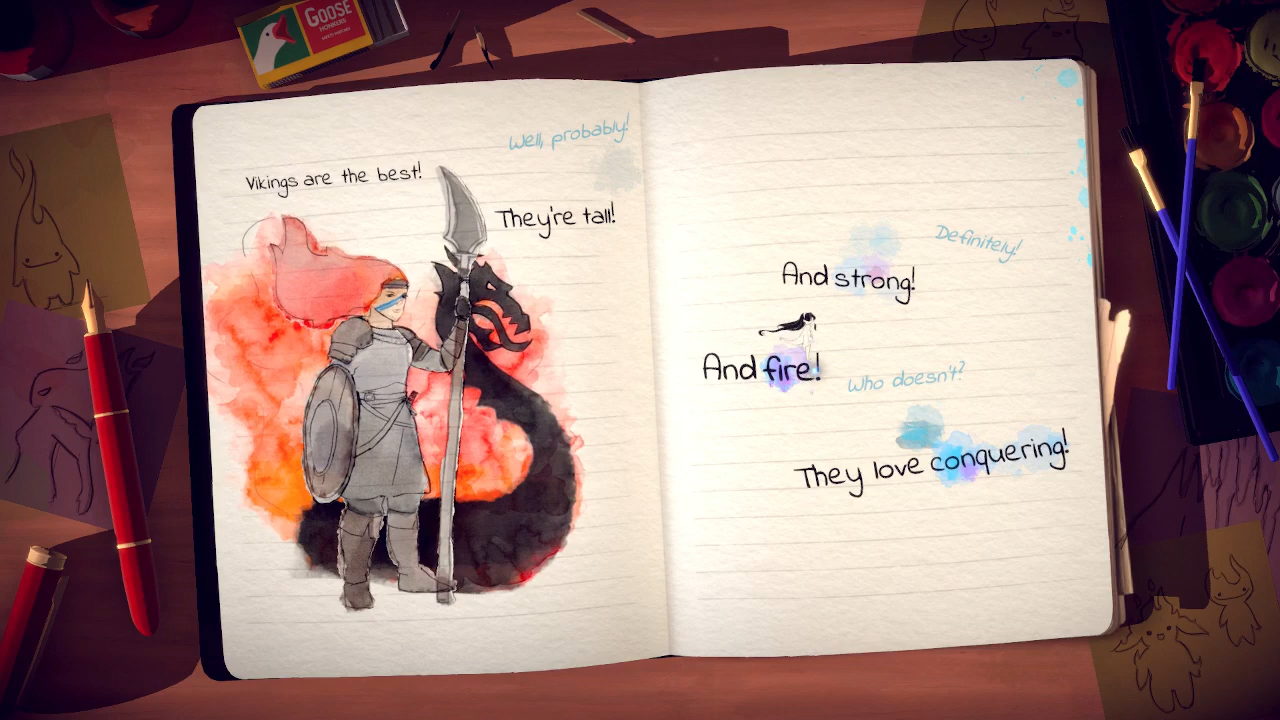 GOOSE
HONKERS
Well, probably!
Vikings are the best!
They're tall!
Definitely!
And strong!
And fire!
Who doesn't?
They love conquering!